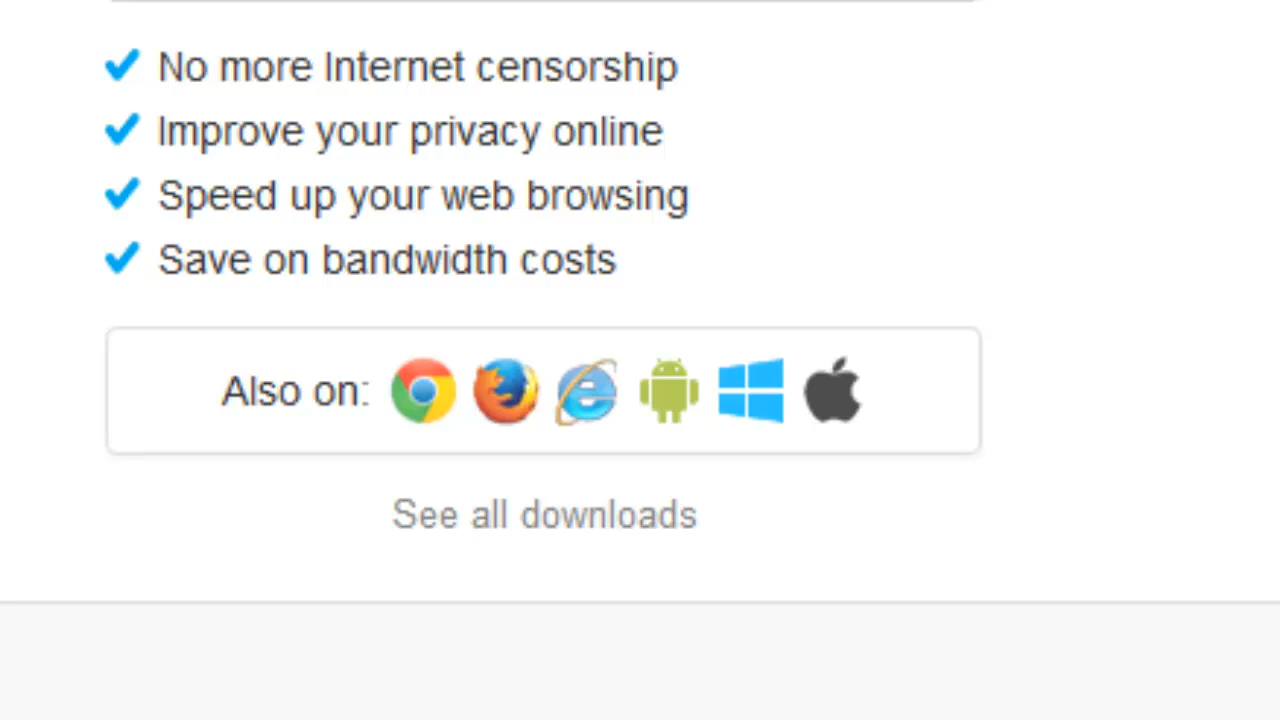 No more Internet censorship
Improve your privacy online
Speed up your web browsing
Save on bandwidth costs
Also on:
See all downloads